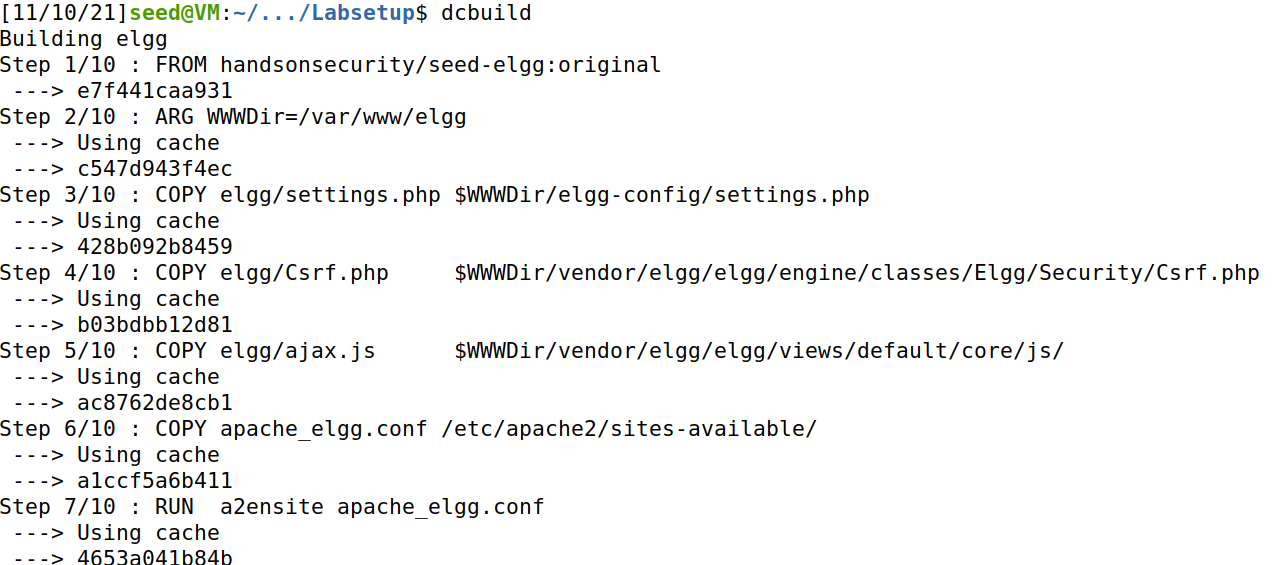 [11/10/21]seed@VM:~/.../Labsetup$ dcbuild
Building elgg
Step 1/10 : FROM handsonsecurity/seed-elgg:original
 ---> e7f441caa931
Step 2/10 : ARG WWWDir=/var/www/elgg
 ---> Using cache
 ---> c547d943f4ec
Step 3/10 : COPY elgg/settings.php $WWWDir/elgg-config/settings.php
 ---> Using cache
 ---> 428b092b8459
Step 4/10 : COPY elgg/Csrf.php     $WWWDir/vendor/elgg/elgg/engine/classes/Elgg/Security/Csrf.php
 ---> Using cache
 ---> b03bdbb12d81
Step 5/10 : COPY elgg/ajax.js      $WWWDir/vendor/elgg/elgg/views/default/core/js/
 ---> Using cache
 ---> ac8762de8cb1
Step 6/10 : COPY apache_elgg.conf /etc/apache2/sites-available/
 ---> Using cache
 ---> a1ccf5a6b411
Step 7/10 : RUN  a2ensite apache_elgg.conf
 ---> Using cache
 ---> 4653a041b84b